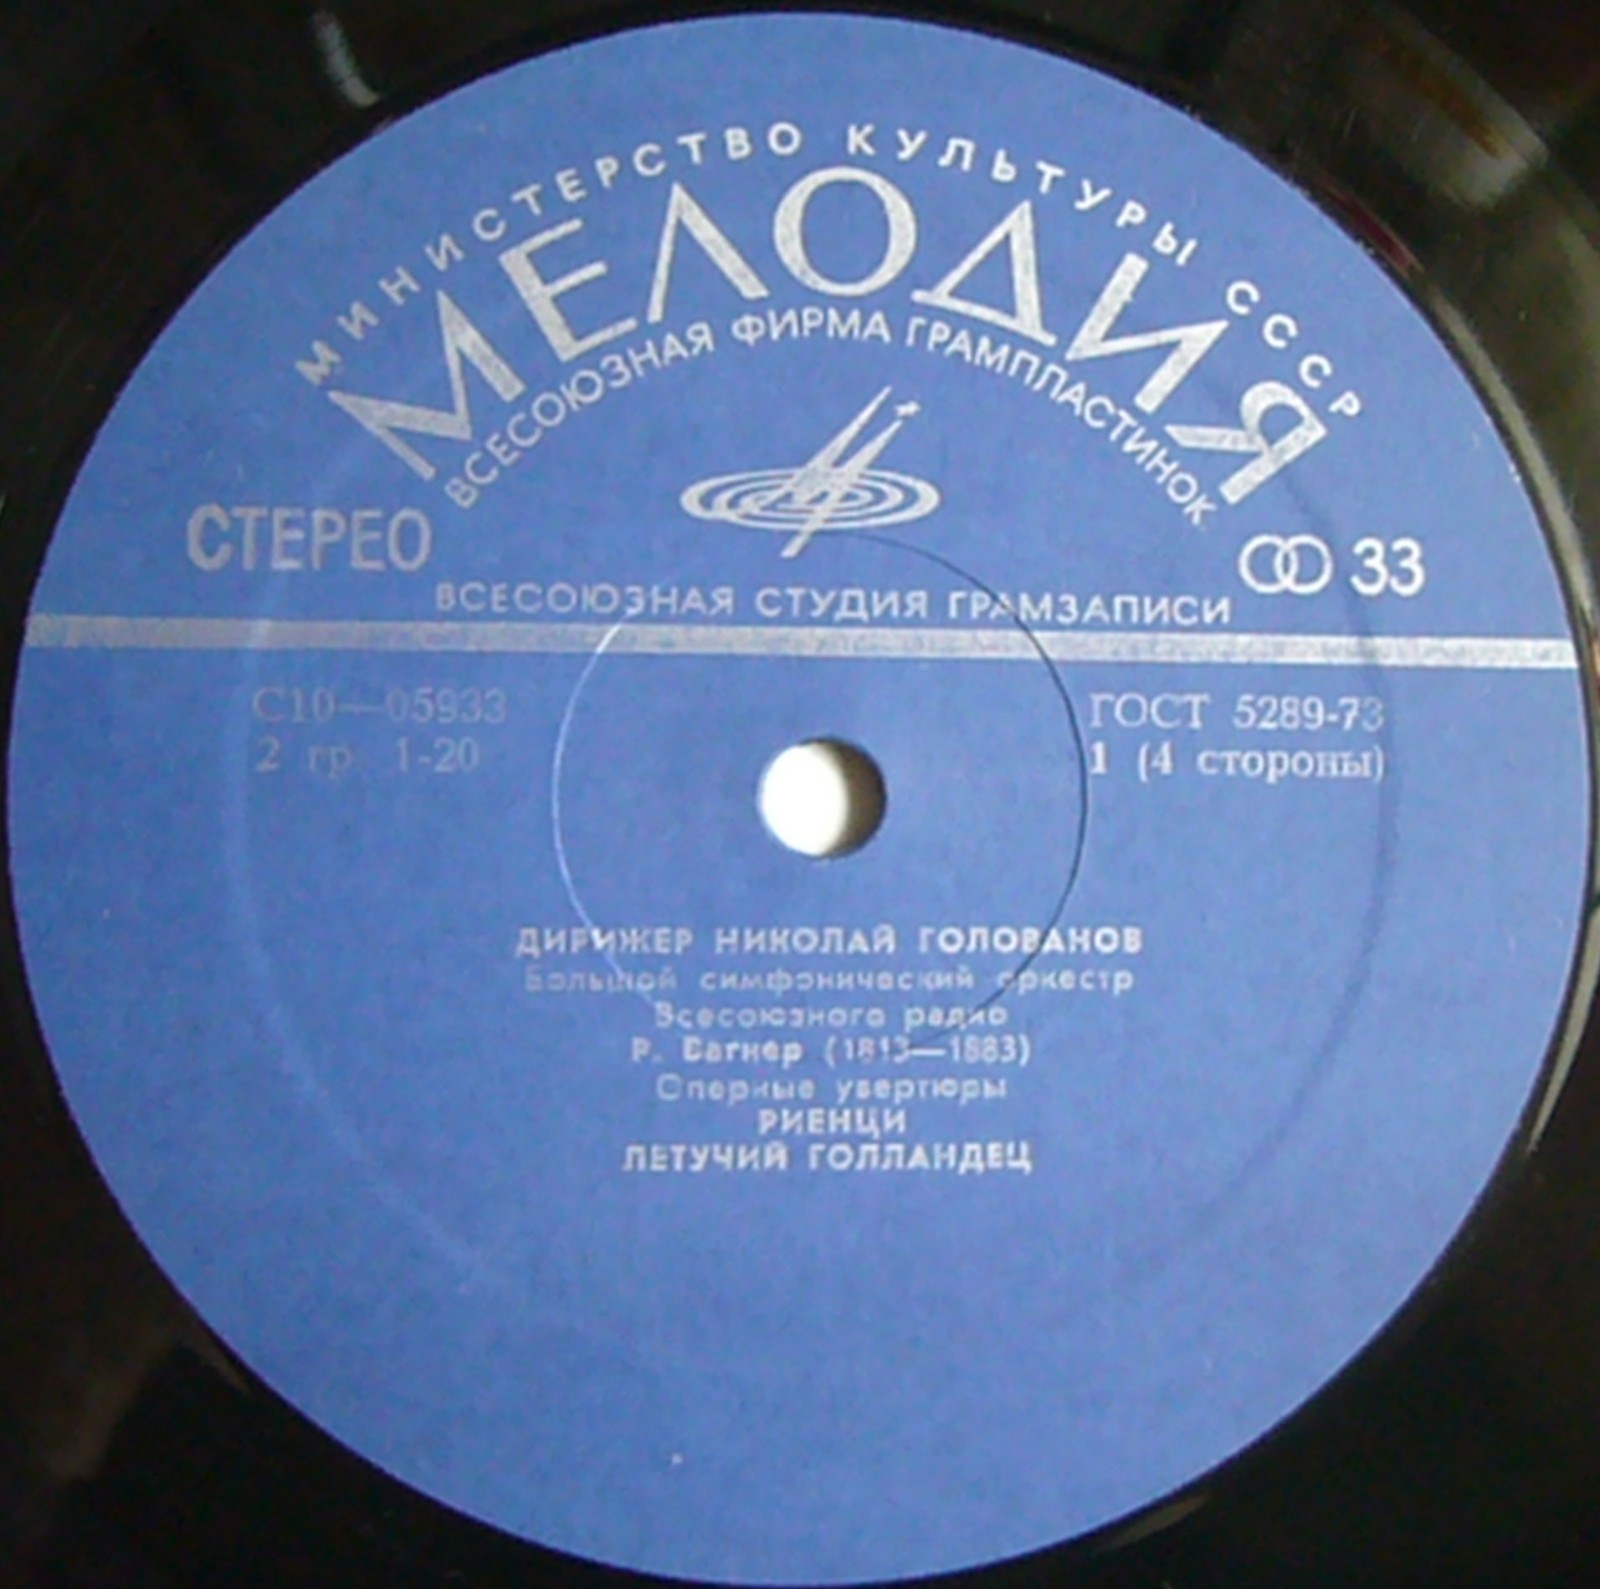 МИНИСТЕРСТВО КУЛЬТУРЫ СССР
МЕЛОДИЯ
ВСЕСОЮЗНАЯ ФИРМА ГРАМПЛАСТИНОК
СТЕРЕО
33
ВСЕСОЮЗНАЯ СТУДИЯ ГРАМЗАПИСИ
С10—05933
ГОСТ 5289-73
2 гр. 1-20
1 (4 стороны)
ДИРИЖЕР НИКОЛАЙ ГОЛОВАНОВ
Большой симфонический оркестр
Всесоюзного радио
Р. Вагнер (1813—1883)
Оперные увертюры
РИЕНЦИ
ЛЕТУЧИЙ ГОЛЛАНДЕЦ